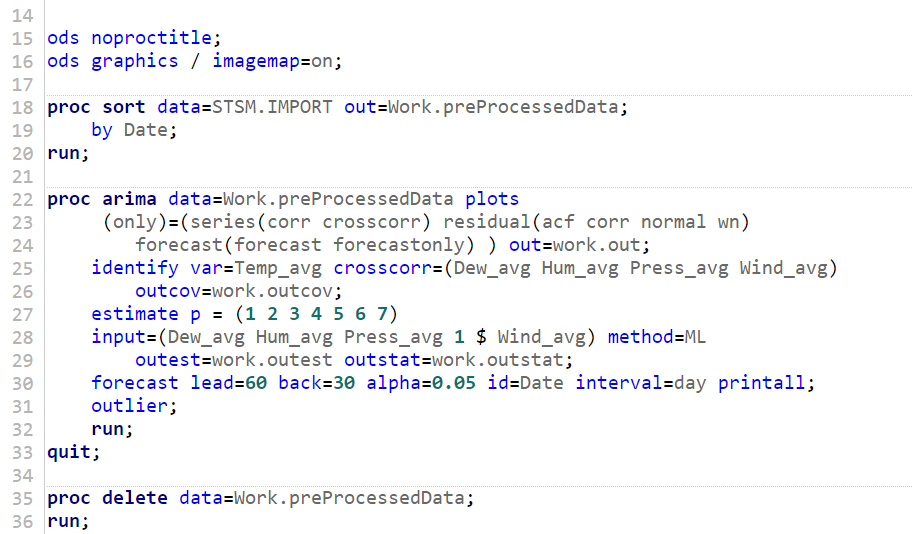 14
15 ods noproctitle;
16 ods graphics / imagemap=on;
17
18 proc sort data=STSM.IMPORT out=Work.preProcessedData;
19     by Date;
20 run;
21
22 proc arima data=Work.preProcessedData plots
23      (only)=(series(corr crosscorr) residual(acf corr normal wn)
24         forecast(forecast forecastonly) ) out=work.out;
25     identify var=Temp_avg crosscorr=(Dew_avg Hum_avg Press_avg Wind_avg)
26         outcov=work.outcov;
27     estimate p = (1 2 3 4 5 6 7)
28     input=(Dew_avg Hum_avg Press_avg 1 $ Wind_avg) method=ML
29         outest=work.outest outstat=work.outstat;
30     forecast lead=60 back=30 alpha=0.05 id=Date interval=day printall;
31     outlier;
32     run;
33 quit;
34
35 proc delete data=Work.preProcessedData;
36 run;